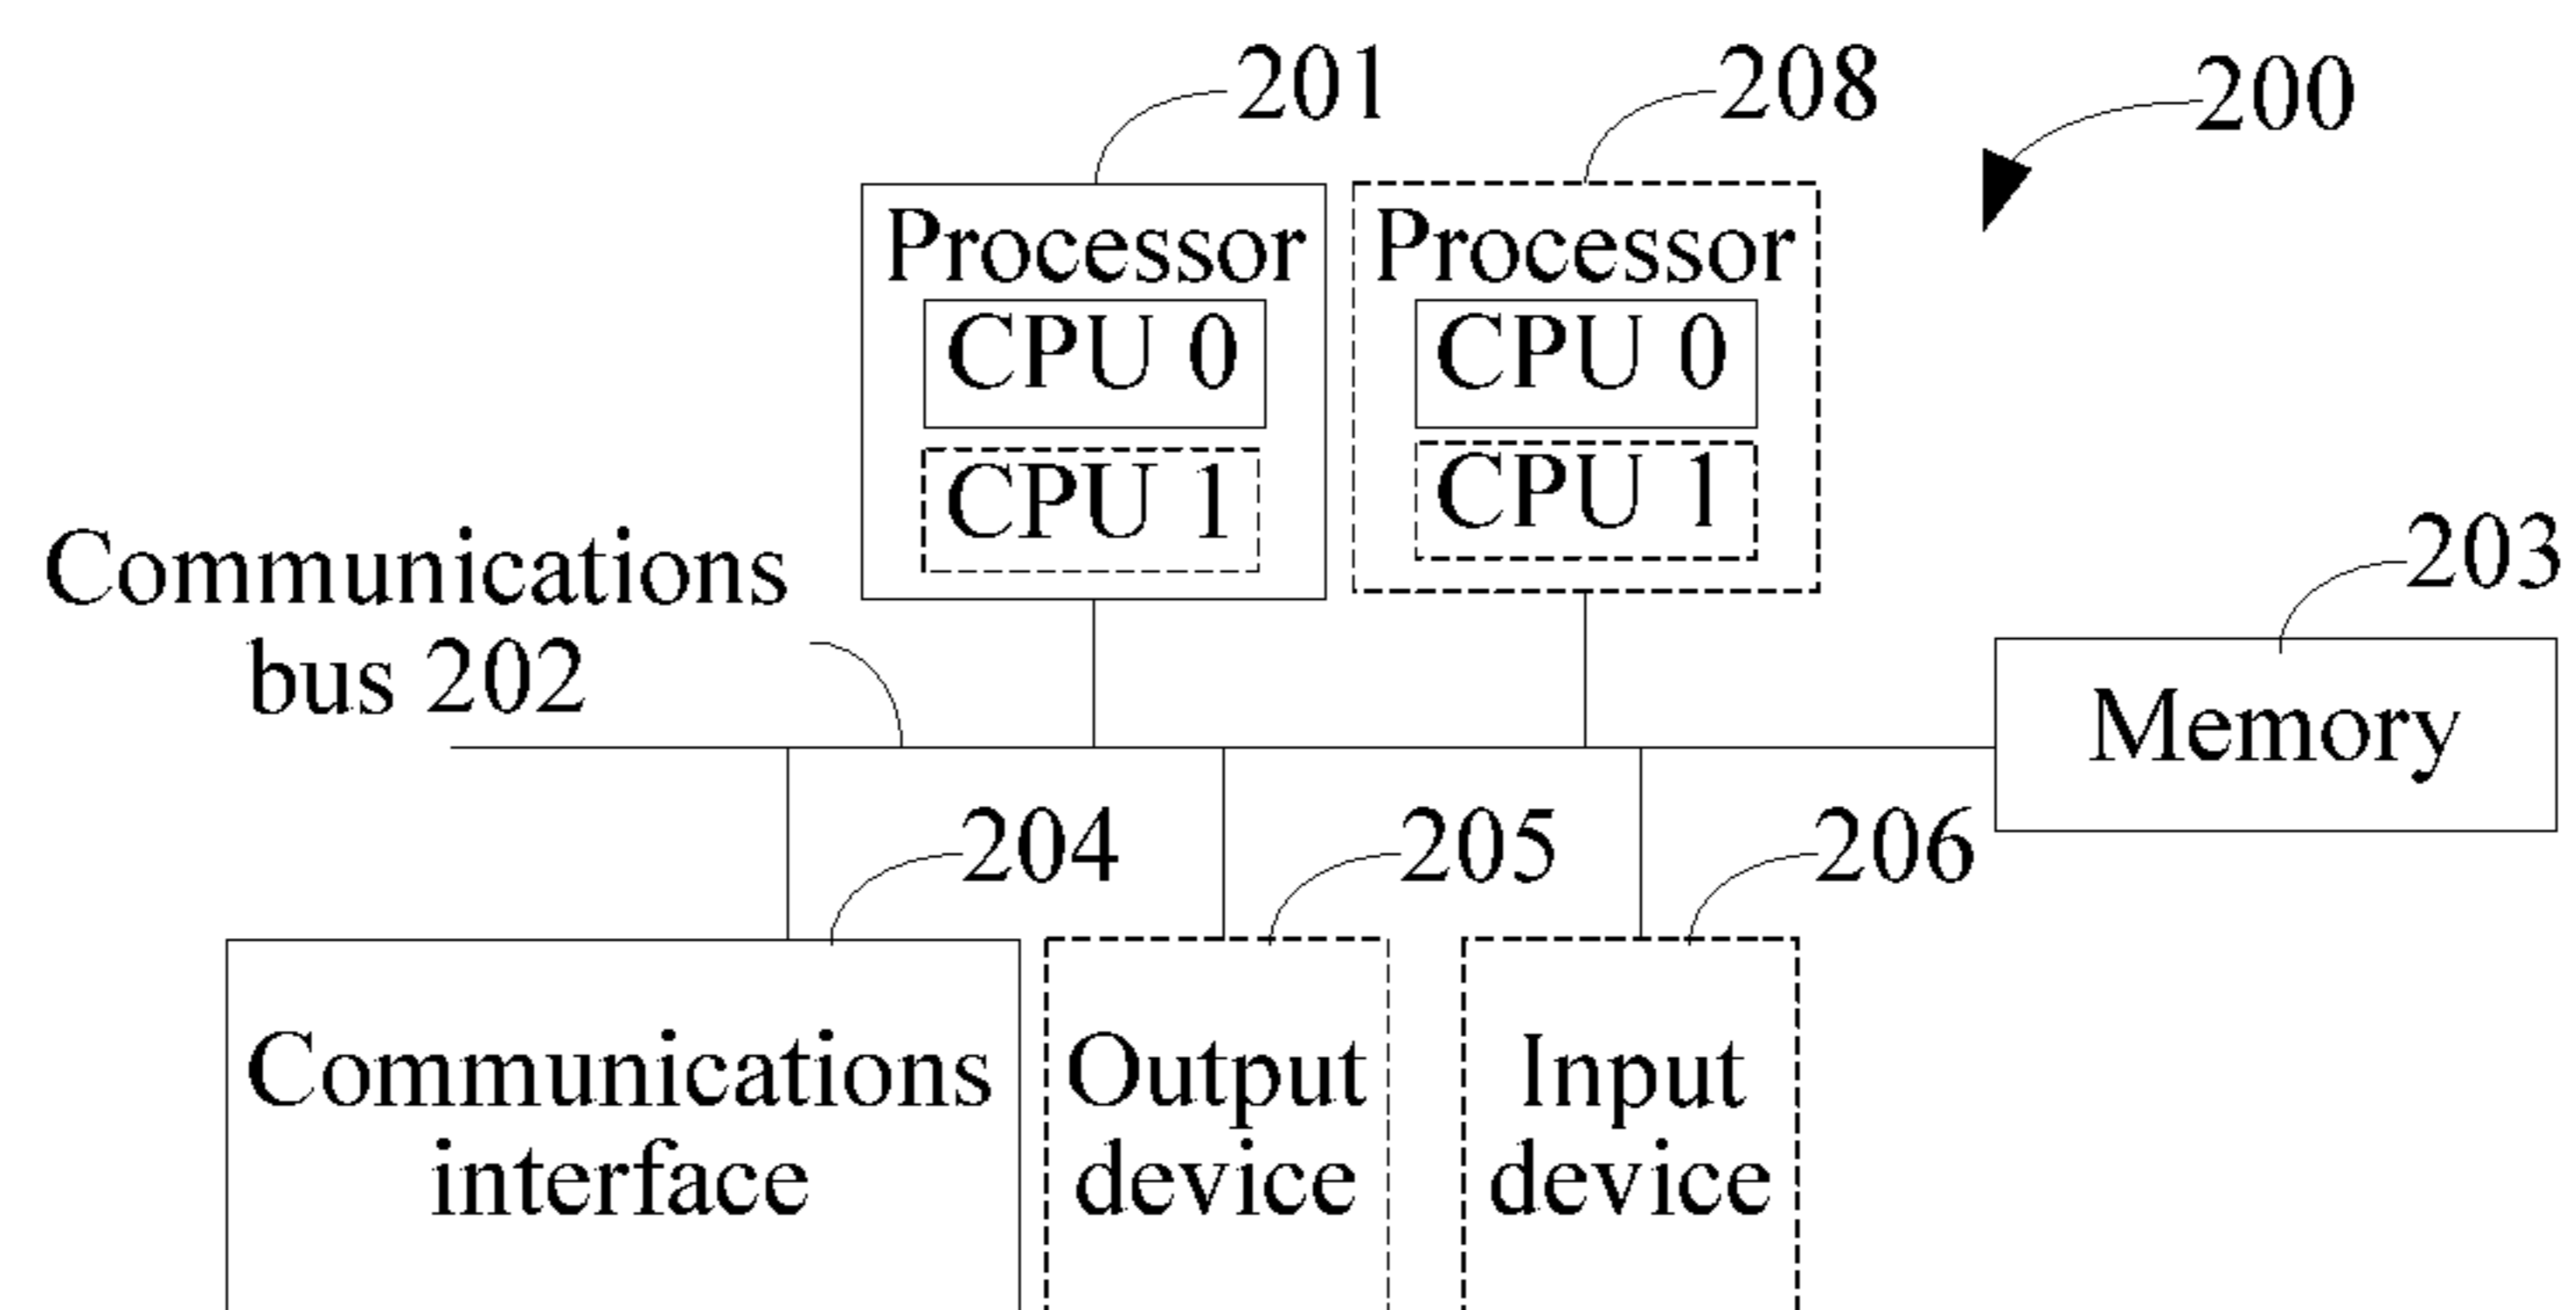 201
208
200
Processor
CPU 0
CPU 1
Processor
CPU 0
CPU 1
Communications
bus 202
203
Memory
204
205
206
Communications
interface
Output
device
Input
device